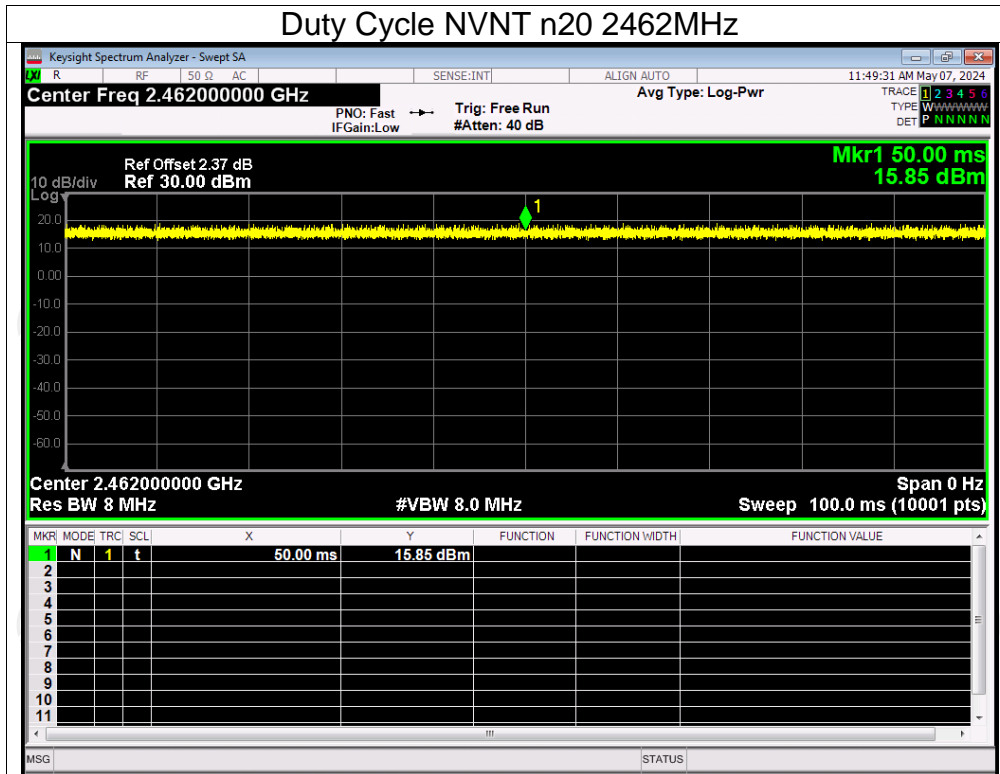 Duty Cycle NVNT n20 2462MHz
Keysight Spectrum Analyzer - Swept SA
LXI R RF 50 Ω AC SENSE:INT ALIGN AUTO 11:49:31 AM May 07, 2024
Center Freq 2.462000000 GHz Avg Type: Log-Pwr TRACE 1 2 3 4 5 6
PNO: Fast Trig: Free Run TYPE WWWWWW
IFGain:Low #Atten: 40 dB DET P N N N N N
Mkr1 50.00 ms
Ref Offset 2.37 dB
10 dB/div Ref 30.00 dBm 15.85 dBm
Log
1
20.0
10.0
0.00
-10.0
-20.0
-30.0
-40.0
-50.0
-60.0
Center 2.462000000 GHz Span 0 Hz
Res BW 8 MHz #VBW 8.0 MHz Sweep 100.0 ms (10001 pts)
MKR MODE TRC SCL X Y FUNCTION FUNCTION WIDTH FUNCTION VALUE
1 N 1 t 50.00 ms 15.85 dBm
2
3
4
5
6
7
8
9
10
11
MSG STATUS